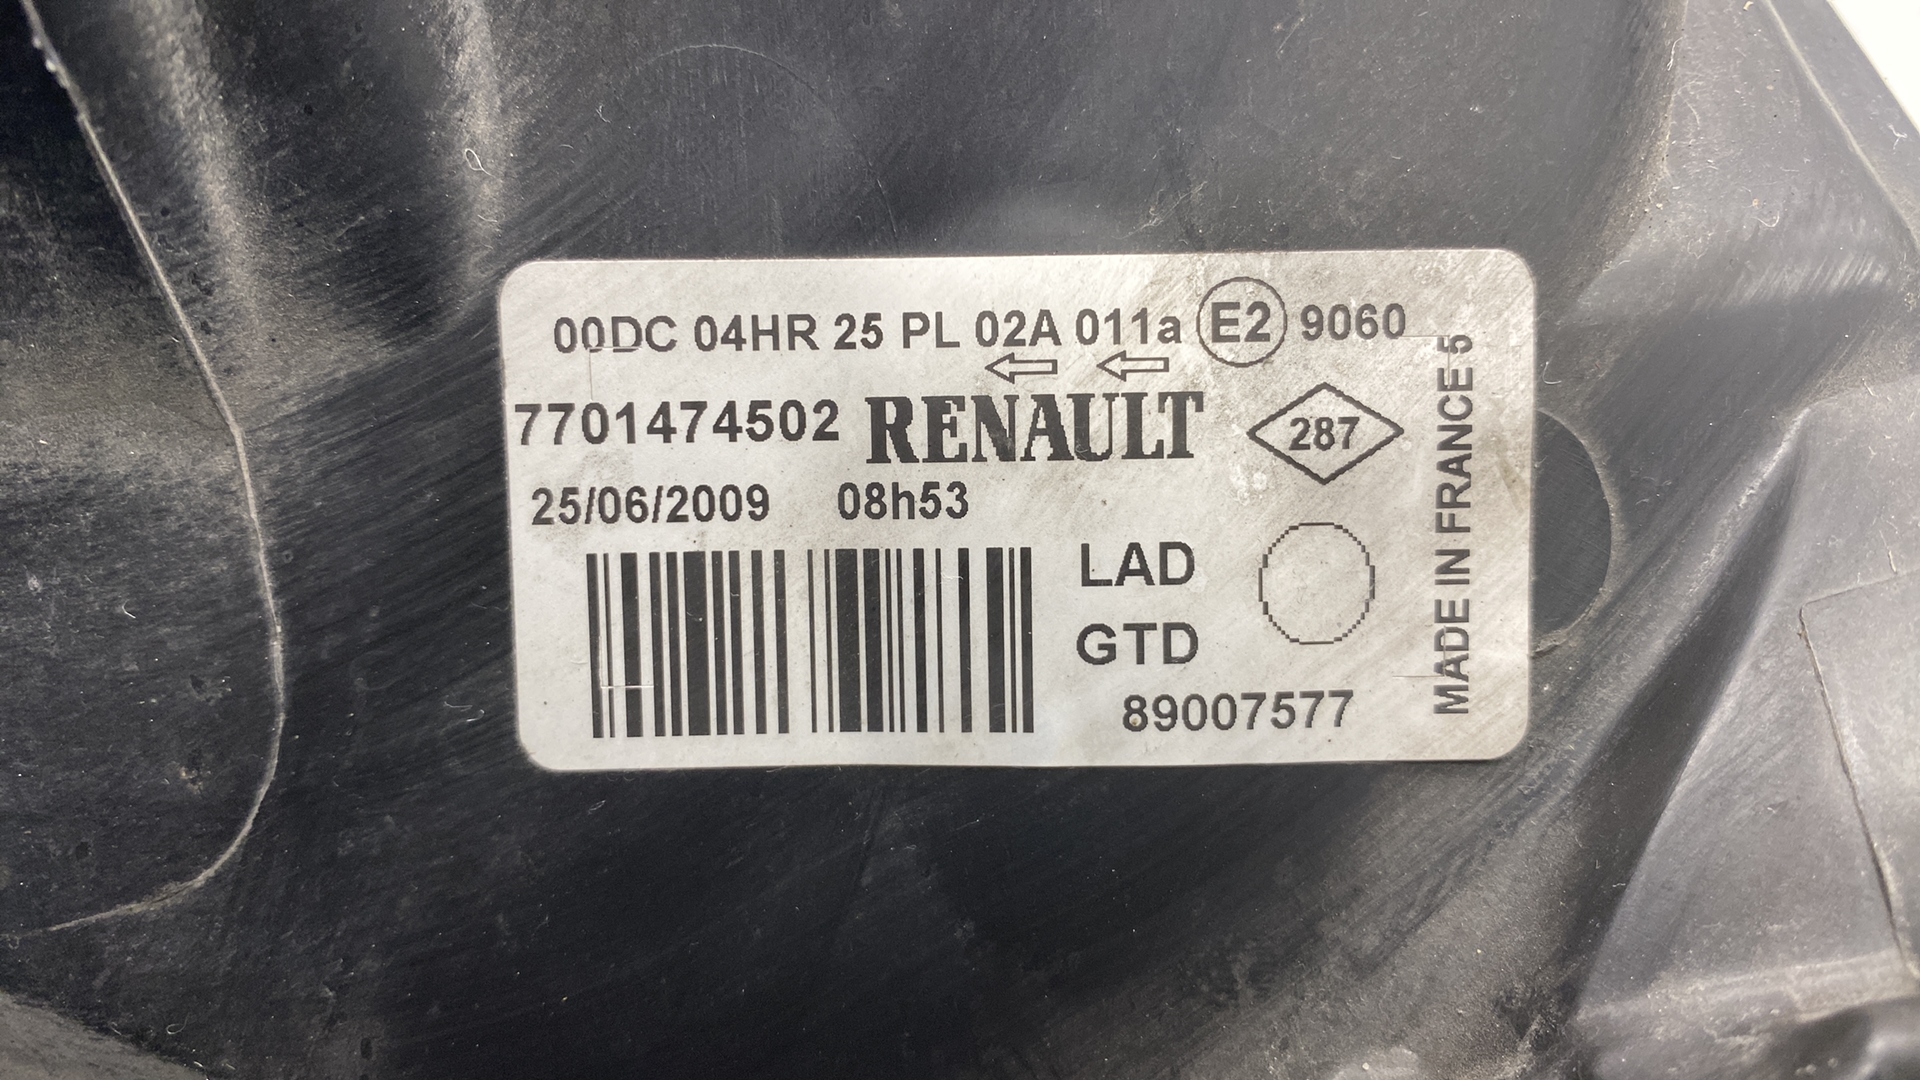 00DC 04HR 25 PL 02A 011a E2 9060
7701474502 RENAULT 287
25/06/2009 08h53
LAD
GTD
89007577
MADE IN FRANCE 5